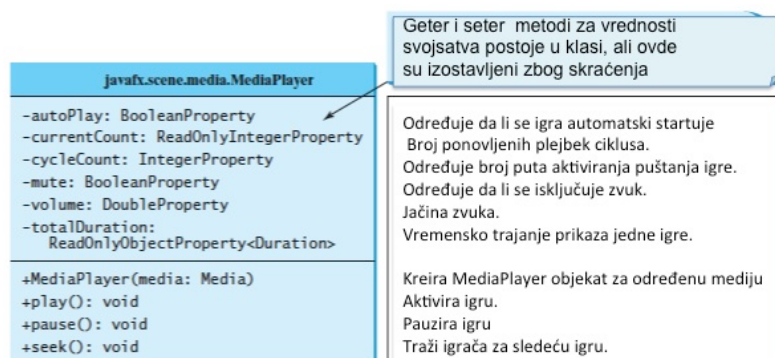 Geter i seter metodi za vrednosti
svojsatva postoje u klasi, ali ovde
su izostavljeni zbog skraćenja
javafx.scene.media.MediaPlayer
-autoPlay: BooleanProperty
-currentCount: ReadOnlyIntegerProperty
-cycleCount: IntegerProperty
-mute: BooleanProperty
-volume: DoubleProperty
-totalDuration:
ReadOnlyObjectProperty<Duration>
+MediaPlayer(media: Media)
+play(): void
+pause(): void
+seek(): void
Određuje da li se igra automatski startuje
Broj ponovljenih plejbek ciklusa.
Određuje broj puta aktiviranja puštanja igre.
Određuje da li se isključuje zvuk.
Jačina zvuka.
Vremensko trajanje prikaza jedne igre.
Kreira MediaPlayer objekat za određenu mediju
Aktivira igru.
Pauzira igru
Traži igrača za sledeću igru.